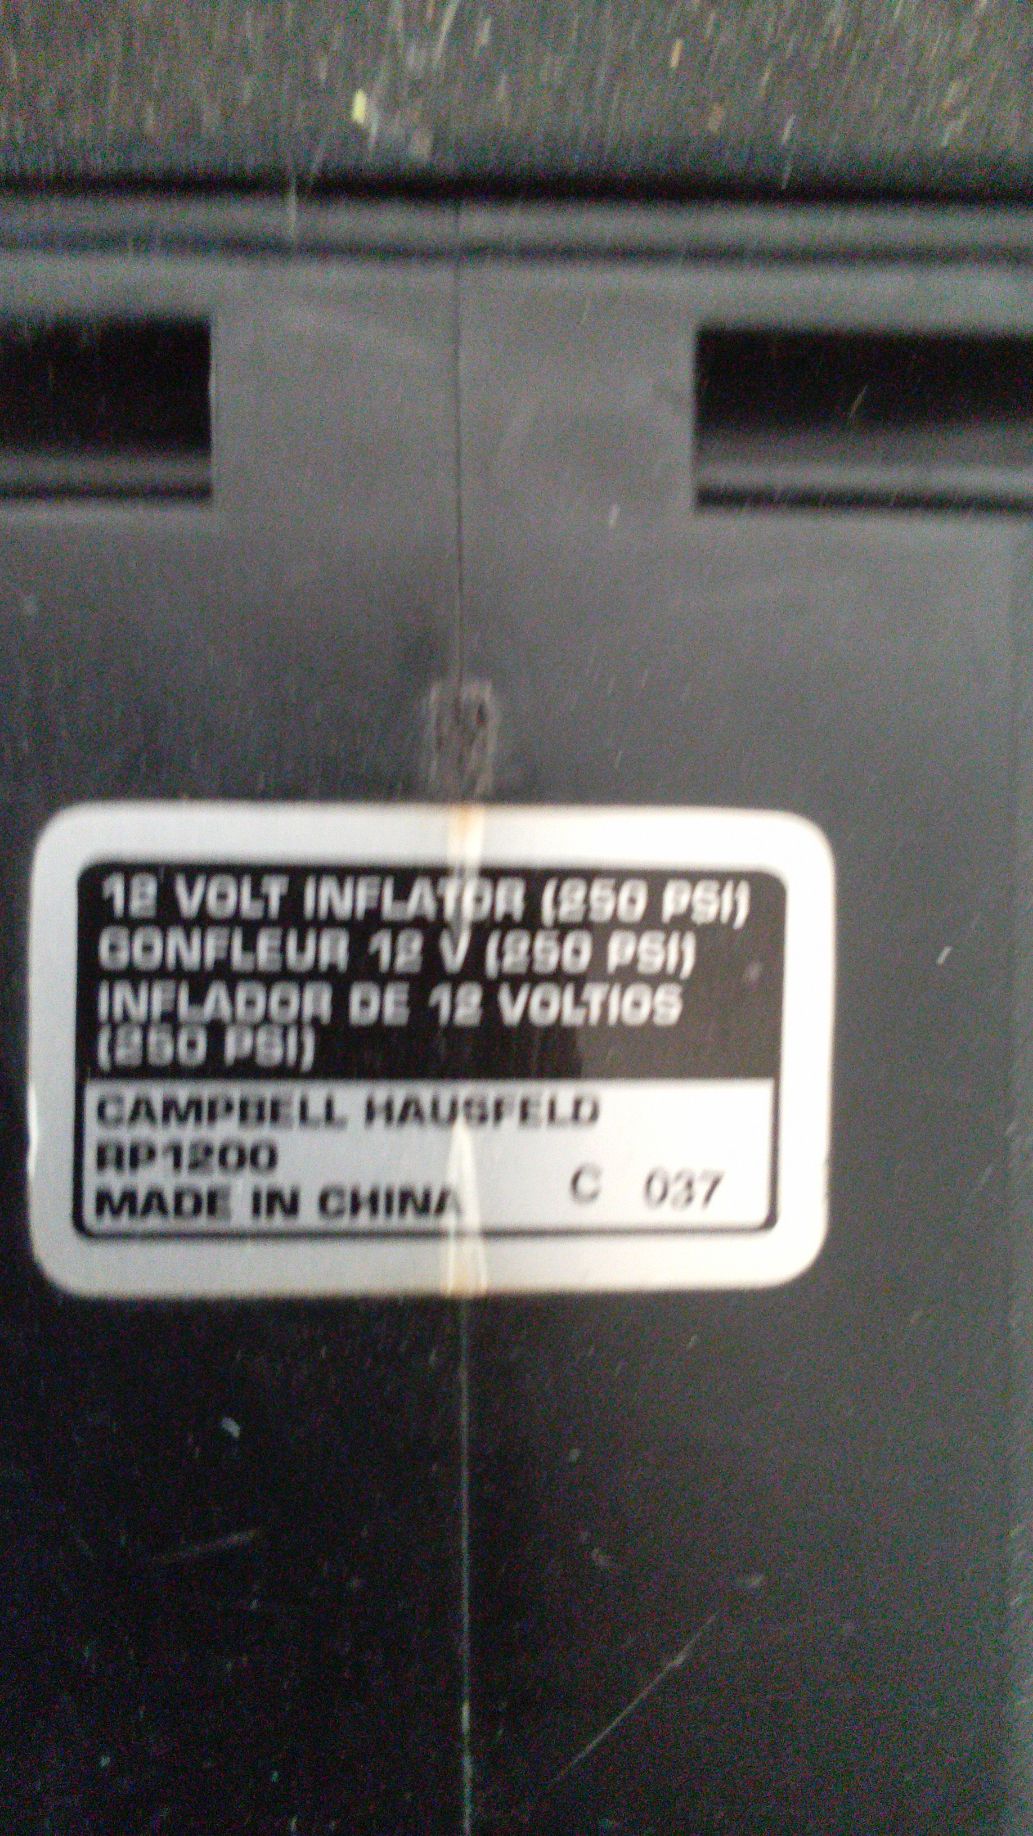 12 VOLT INFLATOR (250 PSI)
GONFLEUR 12 V (250 PSI)
INFLADOR DE 12 VOLTIOS
(250 PSI)
CAMPBELL HAUSFELD
RP1200
MADE IN CHINA C 037